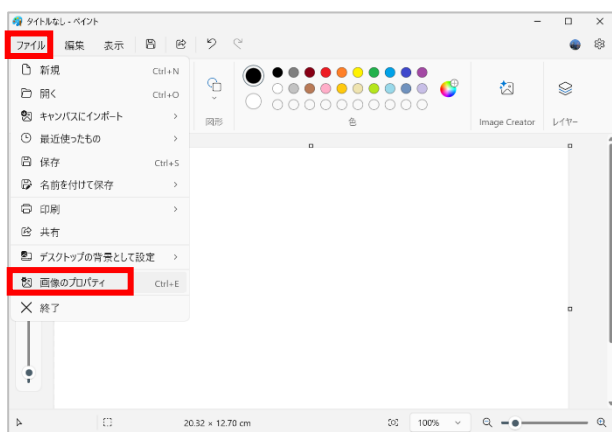 タイトルなし - ペイント
ファイル 編集 表示
新規 Ctrl+N
開く Ctrl+O
キャンバスにインポート
最近使ったもの
保存 Ctrl+S
名前を付けて保存
印刷
共有
デスクトップの背景として設定
画像のプロパティ Ctrl+E
終了
図形
色
Image Creator
レイヤー
20.32 × 12.70 cm
100%